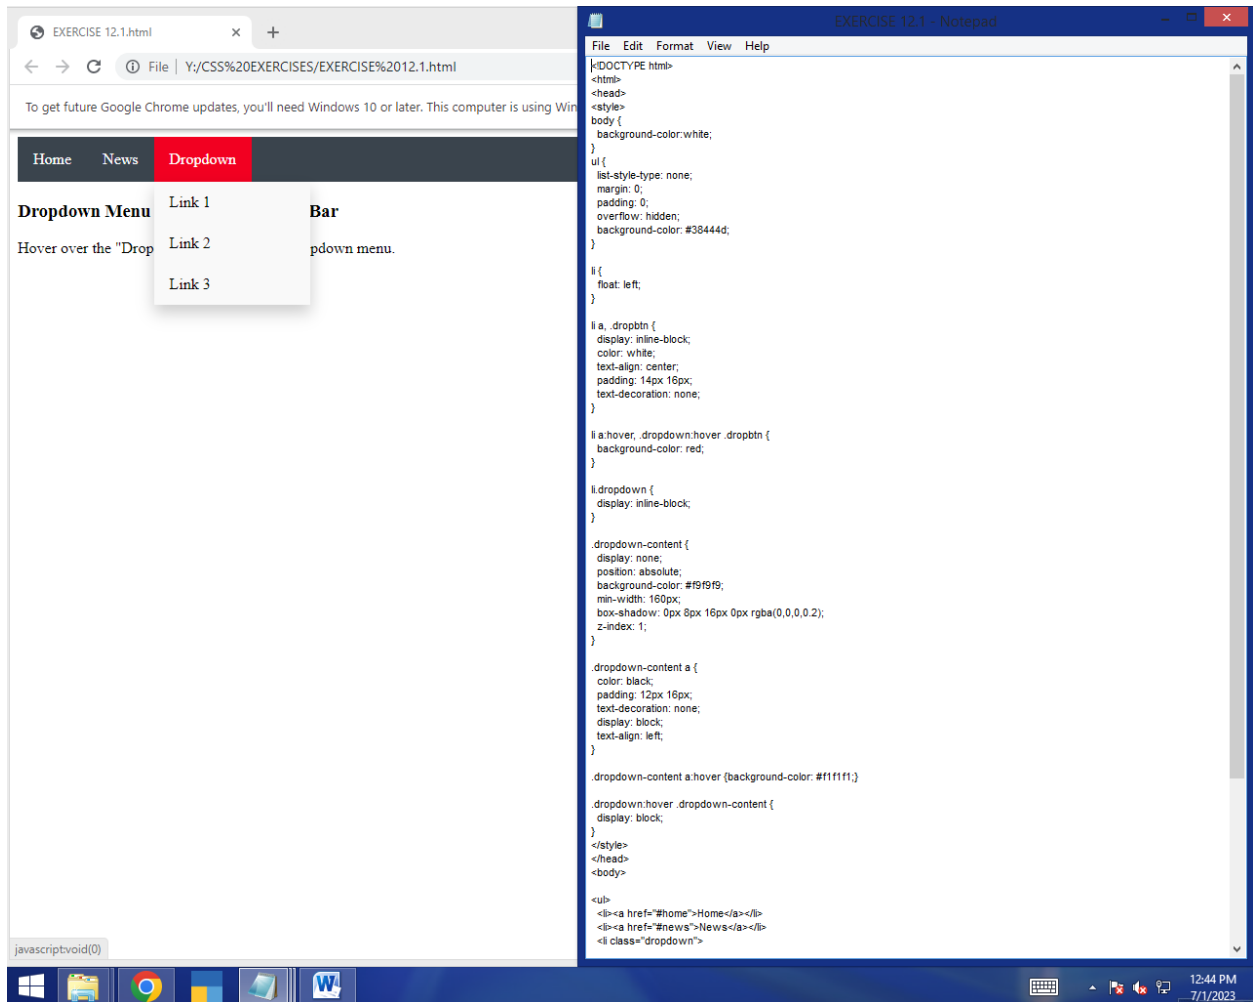 EXERCISE 12.1.html
File | Y:/CSS%20EXERCISES/EXERCISE%2012.1.html
To get future Google Chrome updates, you'll need Windows 10 or later. This computer is using Win
Home News Dropdown
Link 1
Link 2
Link 3
Dropdown Menu Bar
Hover over the "Drop pdown menu.
javascript:void(0)
EXERCISE 12.1 - Notepad
File Edit Format View Help
<!DOCTYPE html>
<html>
<head>
<style>
body {
  background-color:white;
}
ul {
  list-style-type: none;
  margin: 0;
  padding: 0;
  overflow: hidden;
  background-color: #38444d;
}

li {
  float: left;
}

li a, .dropbtn {
  display: inline-block;
  color: white;
  text-align: center;
  padding: 14px 16px;
  text-decoration: none;
}

li a:hover, .dropdown:hover .dropbtn {
  background-color: red;
}

li.dropdown {
  display: inline-block;
}

.dropdown-content {
  display: none;
  position: absolute;
  background-color: #f9f9f9;
  min-width: 160px;
  box-shadow: 0px 8px 16px 0px rgba(0,0,0,0.2);
  z-index: 1;
}

.dropdown-content a {
  color: black;
  padding: 12px 16px;
  text-decoration: none;
  display: block;
  text-align: left;
}

.dropdown-content a:hover {background-color: #f1f1f1;}

.dropdown:hover .dropdown-content {
  display: block;
}
</style>
</head>
<body>

<ul>
  <li><a href="#home">Home</a></li>
  <li><a href="#news">News</a></li>
  <li class="dropdown">
12:44 PM
7/1/2023